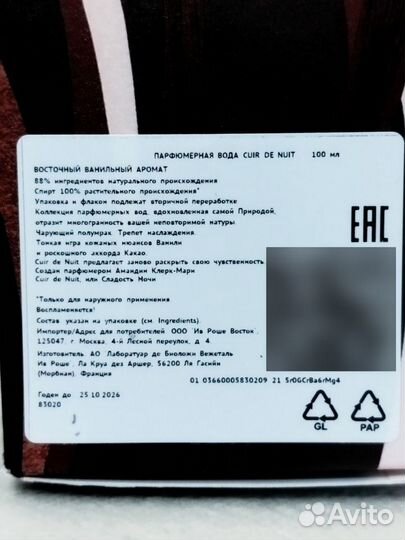 ПАРФЮМЕРНАЯ ВОДА CUIR DE NUIT 100 мл
ВОСТОЧНЫЙ ВАНИЛЬНЫЙ АРОМАТ
88% ингредиентов натурального происхождения
Спирт 100% растительного происхождения*
Упаковка и флакон подлежат вторичной переработке
Коллекция парфюмерных вод, вдохновленная самой Природой,
отразит многогранность вашей неповторимой натуры.
Чарующий полумрак. Трепет наслаждения.
Тонкая игра кожаных нюансов Ванили
и роскошного аккорда Какао.
Cuir de Nuit предлагает заново раскрыть свою чувственность.
Создан парфюмером Амандин Клерк-Мари
Cuir de Nuit, или Сладость Ночи
EAC
*Только для наружного применения.
Воспламеняется!
Состав указан на упаковке (см. Ingredients).
Импортер/Адрес для потребителей ООО "Ив Роше Восток",
125047, г. Москва, 4-й Лесной переулок, д. 4.
Изготовитель: АО Лаборатуар де Биоложи Вежеталь
Ив Роше, Ла Круа дез Аршер, 56200 Ля Гасийи
(Морбиан), Франция
01 03660005830209 21 5r0GCrBa6rMg4
Годен до 25.10.2026
83020
GL PAP
Avito